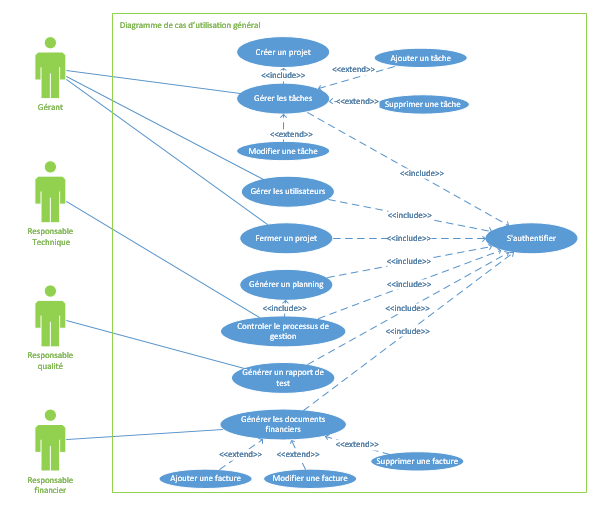 Diagramme de cas d'utilisation général
Créer un projet
Ajouter un tâche
<<extend>>
<<include>>
Gérer les tâches
<<extend>>
Supprimer une tâche
Gérant
<<extend>>
Modifier une tâche
<<include>>
Gérer les utilisateurs
<<include>>
Responsable
Technique
Fermer un projet
<<include>>
S'authentifier
<<include>>
Générer un planning
<<include>>
<<include>>
<<include>>
Controler le processus de
gestion
<<include>>
Responsable
qualité
Générer un rapport de
test
Générer les documents
financiers
<<extend>>
<<extend>>
<<extend>>
Supprimer une facture
Ajouter une facture
Modifier une facture
Responsable
financier